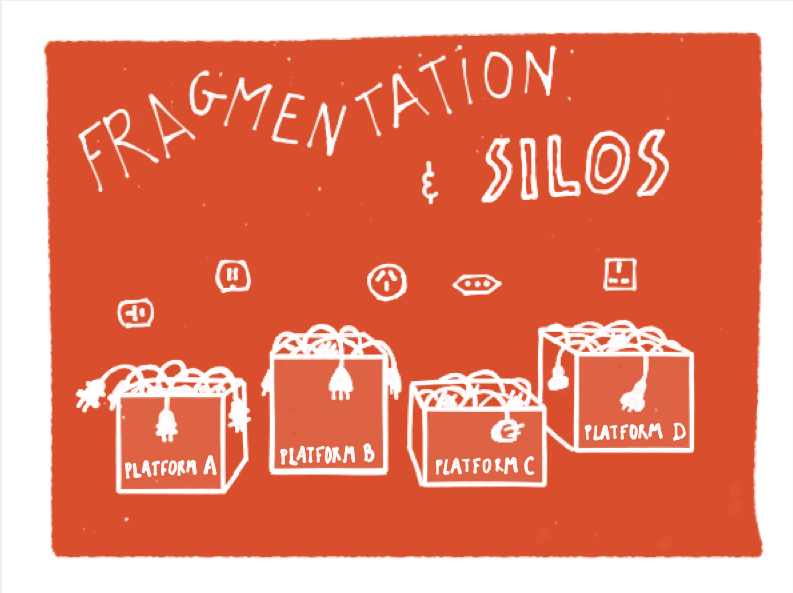 FRAGMENTATION
& SILOS
PLATFORM A
PLATFORM B
PLATFORM C
PLATFORM D